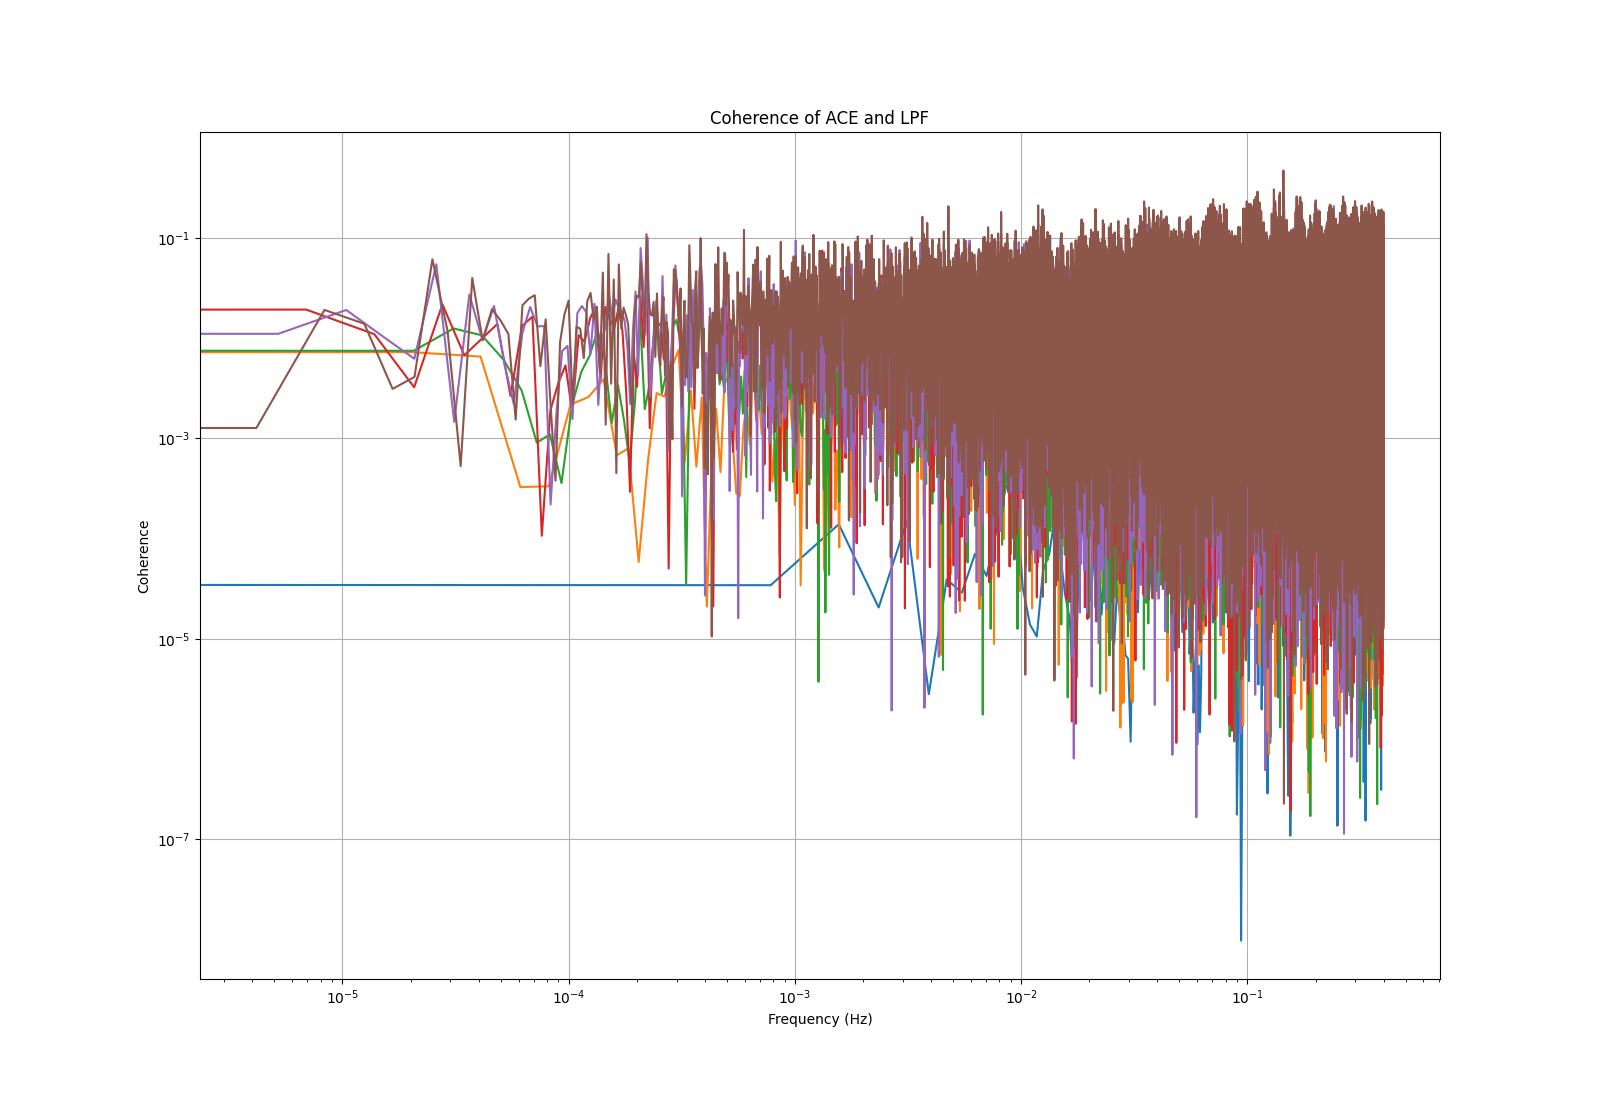 Coherence of ACE and LPF
10⁻¹
10⁻³
10⁻⁵
10⁻⁷
Coherence
10⁻⁵ 10⁻⁴ 10⁻³ 10⁻² 10⁻¹
Frequency (Hz)